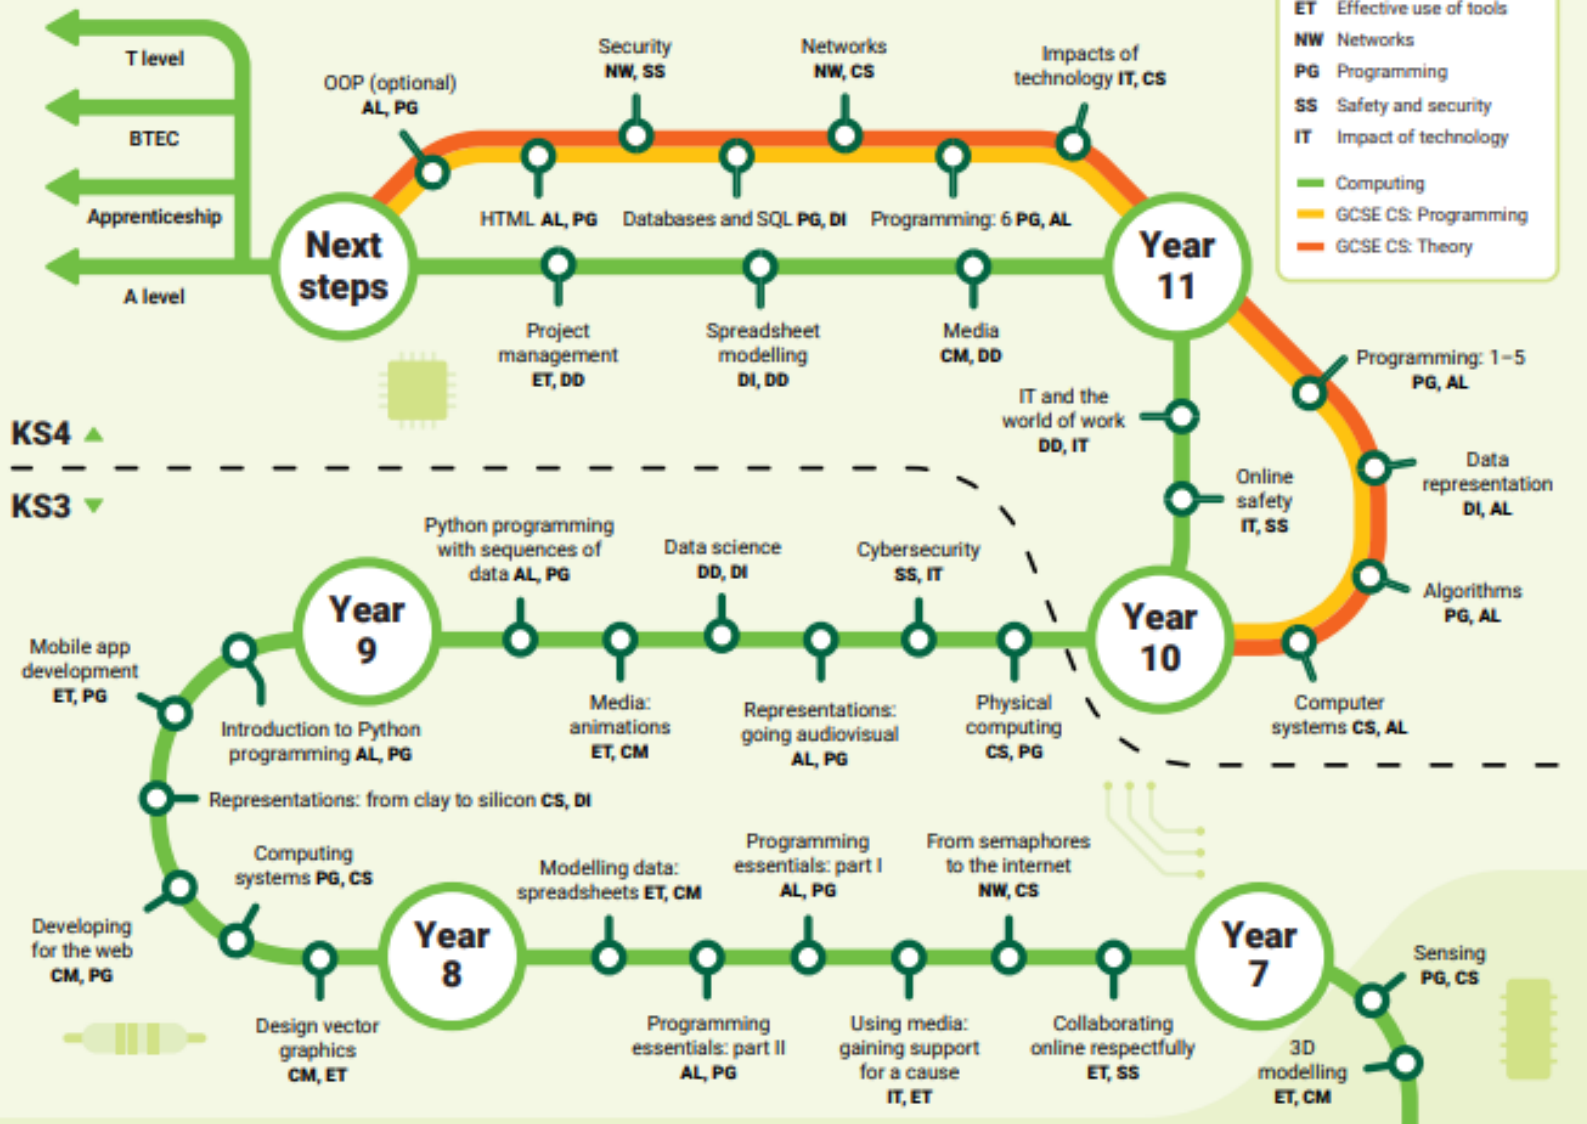 ET Effective use of tools
NW Networks
PG Programming
SS Safety and security
IT Impact of technology
Computing
GCSE CS: Programming
GCSE CS: Theory
T level
BTEC
Apprenticeship
A level
Next
steps
OOP (optional)
AL, PG
HTML AL, PG
Security
NW, SS
Databases and SQL PG, DI
Networks
NW, CS
Programming: 6 PG, AL
Impacts of
technology IT, CS
Year
11
Project
management
ET, DD
Spreadsheet
modelling
DI, DD
Media
CM, DD
IT and the
world of work
DD, IT
Online
safety
IT, SS
Programming: 1–5
PG, AL
Data
representation
DI, AL
Algorithms
PG, AL
Computer
systems CS, AL
KS4
KS3
Year
10
Year
9
Python programming
with sequences of
data AL, PG
Media:
animations
ET, CM
Data science
DD, DI
Representations:
going audiovisual
AL, PG
Cybersecurity
SS, IT
Physical
computing
CS, PG
Mobile app
development
ET, PG
Introduction to Python
programming AL, PG
Representations: from clay to silicon CS, DI
Computing
systems PG, CS
Developing
for the web
CM, PG
Design vector
graphics
CM, ET
Year
8
Modelling data:
spreadsheets ET, CM
Programming
essentials: part II
AL, PG
Programming
essentials: part I
AL, PG
Using media:
gaining support
for a cause
IT, ET
From semaphores
to the internet
NW, CS
Collaborating
online respectfully
ET, SS
Year
7
Sensing
PG, CS
3D
modelling
ET, CM